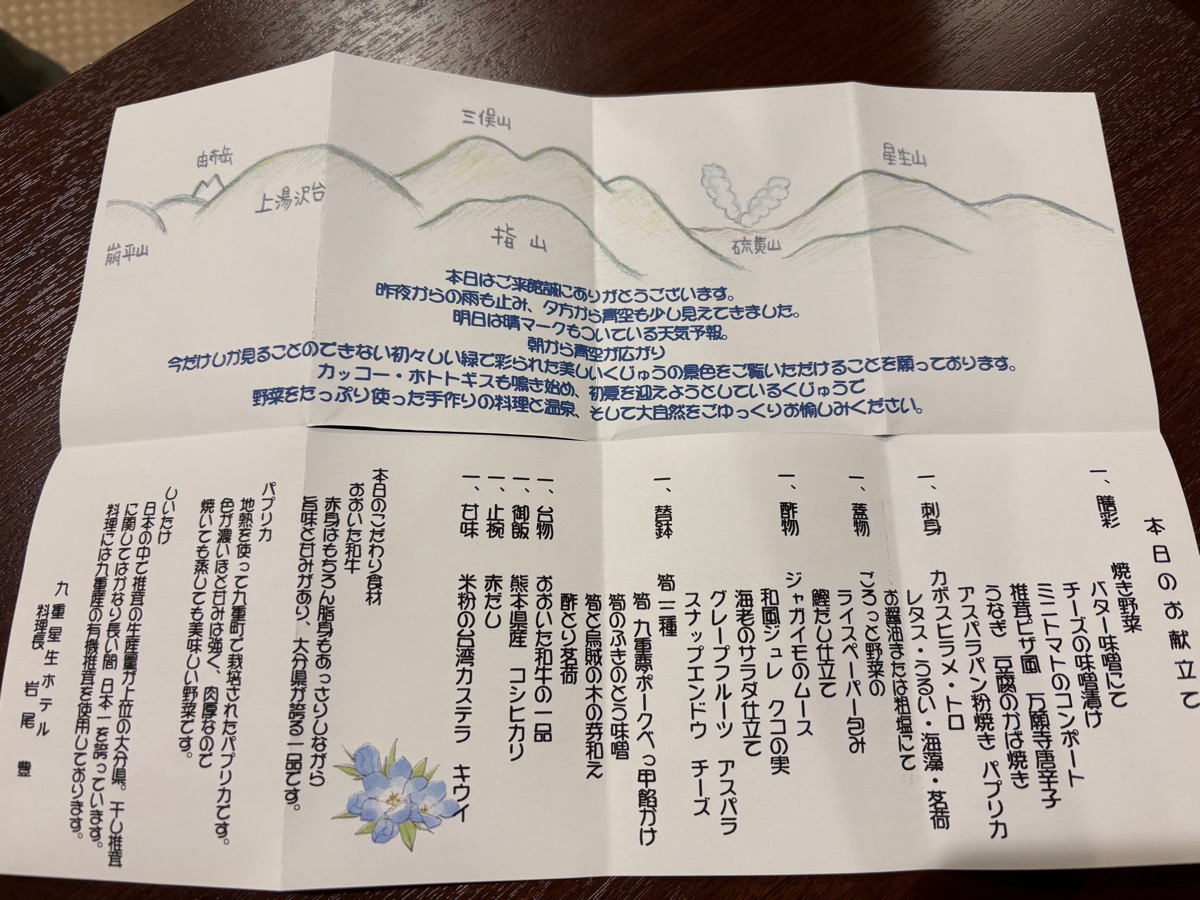 三俣山
由布岳
星生山
上湯沢台
指山
硫黄山
崩平山
本日はご来館誠にありがとうございます。
昨夜からの雨も止み、夕方から青空も少し見えてきました。
明日は晴マークもついている天気予報。
朝から青空が広がり
今だけしか見ることのできない初々しい緑で彩られた美しいくじゅうの景色をご覧いただけることを願っております。
カッコー・ホトトギスも鳴き始め、初夏を迎えようとしているくじゅうで
野菜をたっぷり使った手作りの料理と温泉、そして大自然をごゆっくりお愉しみください。
本日のお献立て
一、膳彩 焼き野菜
バター味噌にて
チーズの味噌漬け
ミニトマトのコンポート
椎茸ピザ風 万願寺唐辛子
うなぎ 豆腐のかば焼き
アスパラパン粉焼き パプリカ
一、刺身 カボスヒラメ・トロ
レタス・うるい・海藻・茗荷
お醤油または粗塩にて
一、蓋物 ごろっと野菜の
ライスペーパー包み
鰹だし仕立て
一、酢物 ジャガイモのムース
和風ジュレ クコの実
海老のサラダ仕立て
グレープフルーツ アスパラ
スナップエンドウ チーズ
一、替鉢 筍三種
筍 九重夢ポークべっ甲餡かけ
筍のふきのとう味噌
筍と烏賊の木の芽和え
酢とり茗荷
一、台物 おおいた和牛の一品
一、御飯 熊本県産 コシヒカリ
一、止椀 赤だし
一、甘味 米粉の台湾カステラ キウイ
本日のこだわり食材
おおいた和牛
赤身はもちろん脂身もあっさりしながら
旨味と甘みがあり、大分県が誇る一品です。
パプリカ
地熱を使って九重町で栽培されたパプリカです。
色が濃いほど甘みは強く、肉厚なので
焼いても蒸しても美味しい野菜です。
しいたけ
日本の中で椎茸の生産量が上位の大分県。干し椎茸
に関してはかなり長い間 日本一を誇っています。
料理には九重産の有機椎茸を使用しております。
九重星生ホテル
料理長 岩尾 豊